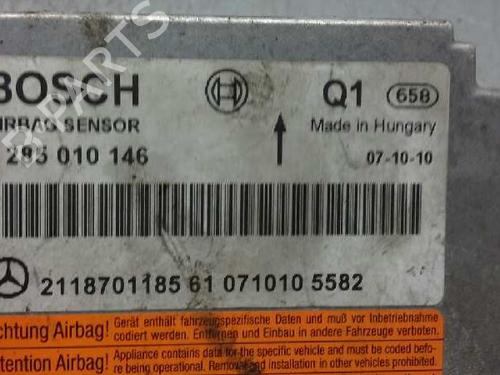 B PARTS
BOSCH
Q1 658
AIRBAG SENSOR
Made in Hungary
285 010 146
07-10-10
2118701185 61 071010 5582
Achtung Airbag! Gerät enthält fahrzeugspezifische Daten und muß vor Inbetriebnahme
codiert werden. Entfernen und Einbau in andere Fahrzeuge verboten.
Attention Airbag! Appliance contains data for the specific vehicle and must be coded befo-
re being operational. Removal and installation in other vehicles prohibited.